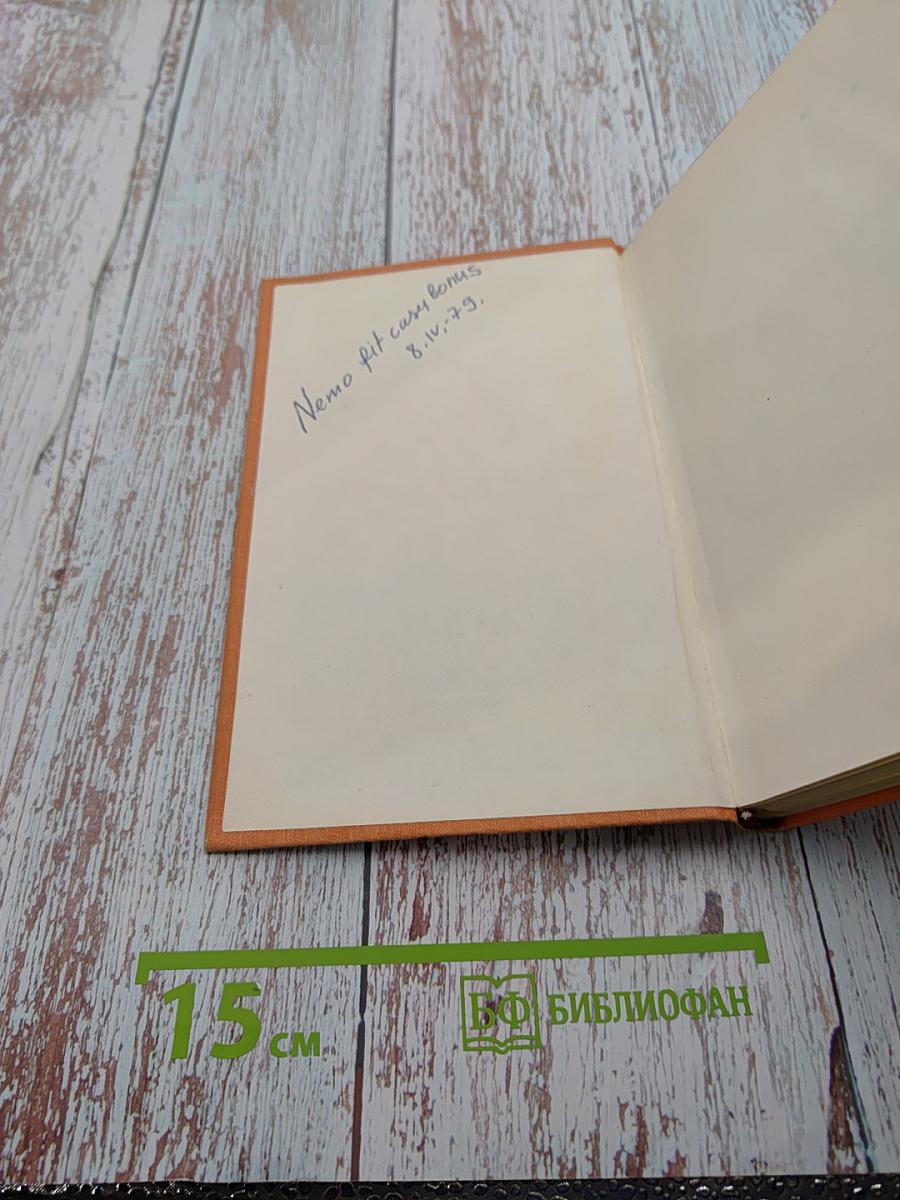 Nemo fit casu bonus
8.IV.-79.
15 см
БФ БИБЛИОФАН